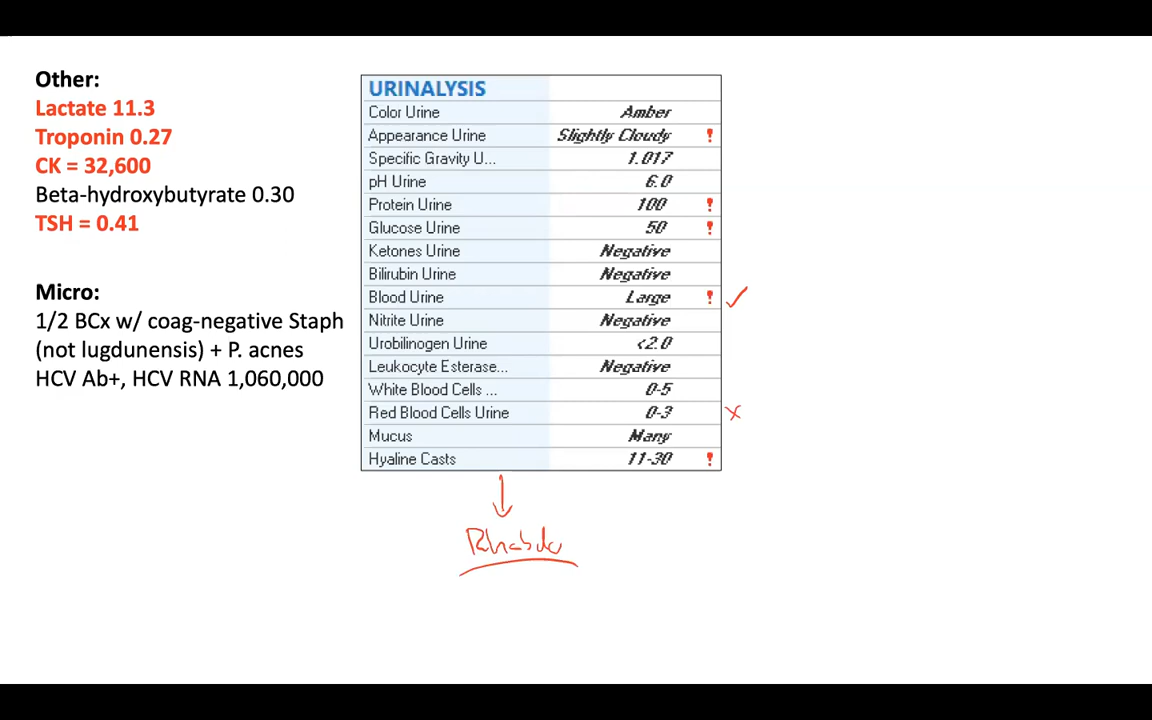 Other:
Lactate 11.3
Troponin 0.27
CK = 32,600
Beta-hydroxybutyrate 0.30
TSH = 0.41
Micro:
1/2 BCx w/ coag-negative Staph
(not lugdunensis) + P. acnes
HCV Ab+, HCV RNA 1,060,000
URINALYSIS
Color Urine Amber
Appearance Urine Slightly Cloudy !
Specific Gravity U... 1.017
pH Urine 6.0
Protein Urine 100 !
Glucose Urine 50 !
Ketones Urine Negative
Bilirubin Urine Negative
Blood Urine Large ! ✓
Nitrite Urine Negative
Urobilinogen Urine <2.0
Leukocyte Esterase... Negative
White Blood Cells ... 0-5
Red Blood Cells Urine 0-3 x
Mucus Many
Hyaline Casts 11-30 !
Rhabdo